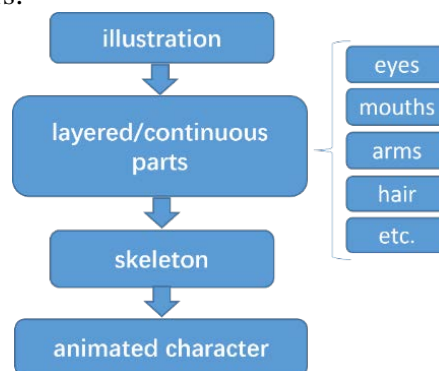 illustration
layered/continuous
parts
eyes
mouths
arms
hair
etc.
skeleton
animated character